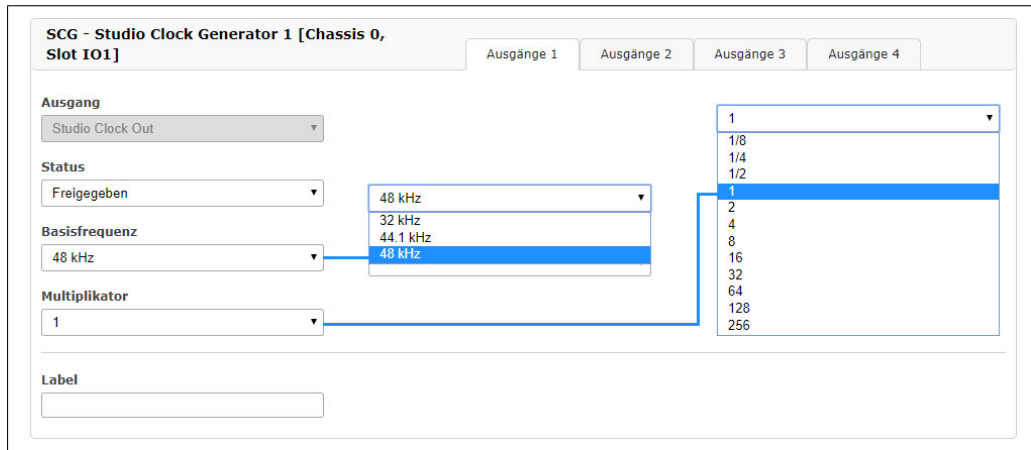 SCG - Studio Clock Generator 1 [Chassis 0,
Slot IO1]
Ausgänge 1
Ausgänge 2
Ausgänge 3
Ausgänge 4
Ausgang
Studio Clock Out
Status
Freigegeben
Basisfrequenz
48 kHz
Multiplikator
1
Label
48 kHz
32 kHz
44.1 kHz
48 kHz
1
1/8
1/4
1/2
1
2
4
8
16
32
64
128
256